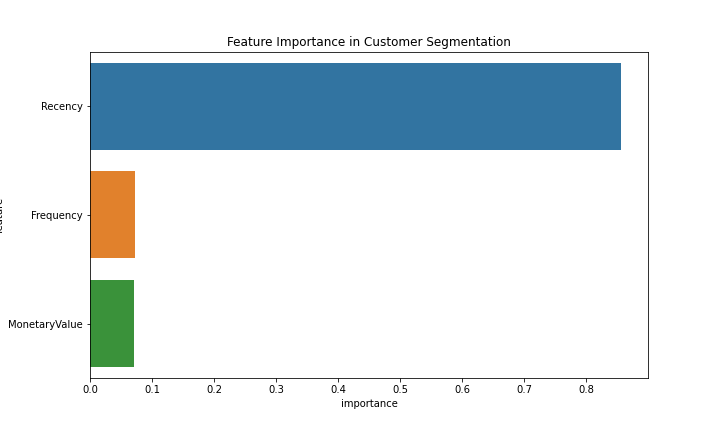 Feature Importance in Customer Segmentation
Recency
Frequency
MonetaryValue
0.0 0.1 0.2 0.3 0.4 0.5 0.6 0.7 0.8
importance